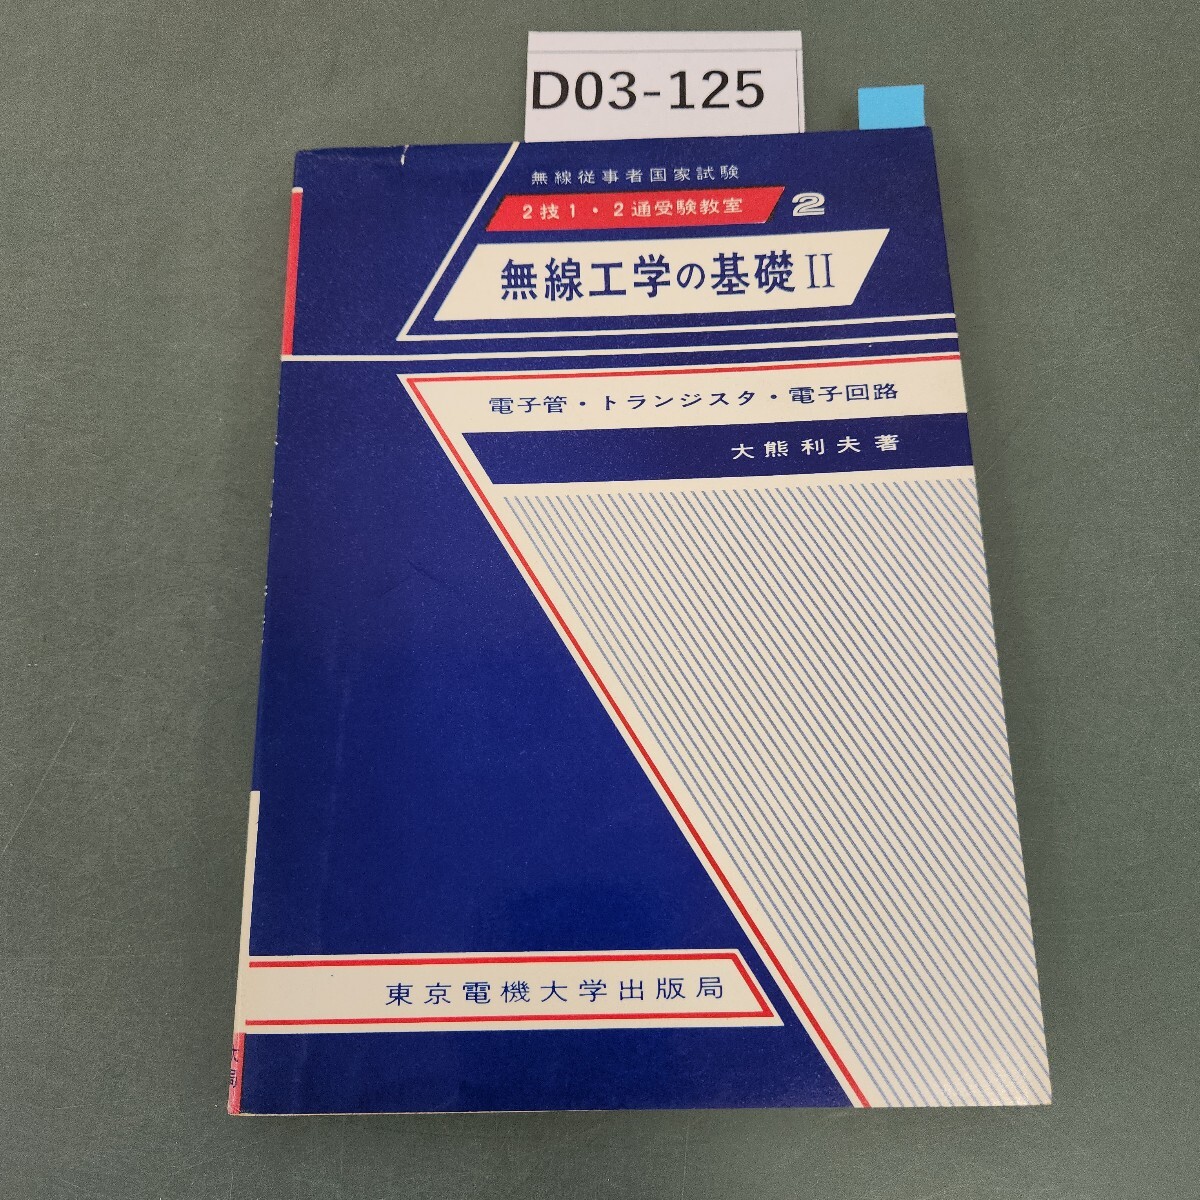 D03-125
無線従事者国家試験
2技1・2通受験教室 2
無線工学の基礎II
電子管・トランジスタ・電子回路
大熊利夫著
東京電機大学出版局